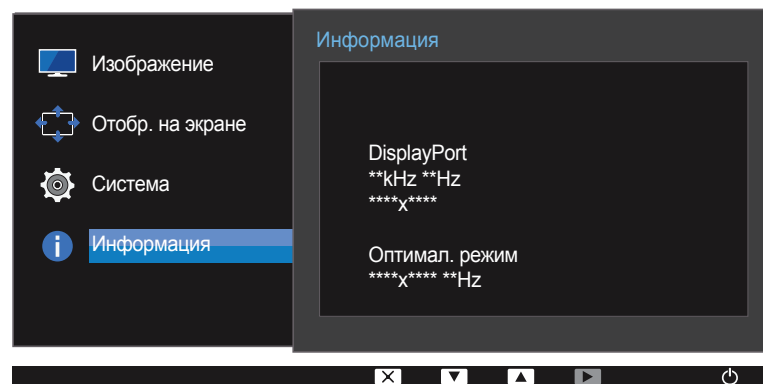 Изображение
Отобр. на экране
Система
Информация
Информация
DisplayPort
**kHz **Hz
****x****
Оптимал. режим
****x**** **Hz